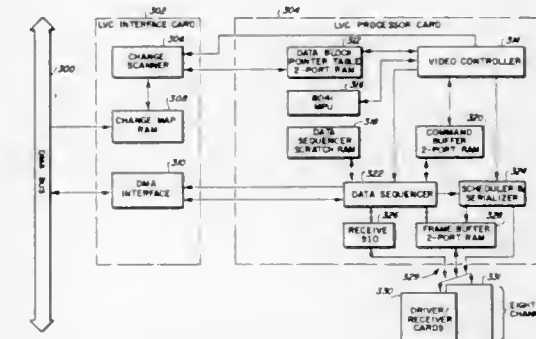 LVC INTERFACE CARD
302
304
LVC PROCESSOR CARD
300
306
CHANGE
SCANNER
308
CHANGE MAP
RAM
310
DMA
INTERFACE
DMA BUS
312
DATA BLOCK
POINTER TABLE
2-PORT RAM
314
VIDEO CONTROLLER
316
MPU
318
DATA
SEQUENCER
SCRATCH RAM
320
COMMAND
BUFFER
2-PORT RAM
322
DATA SEQUENCER
324
SCHEDULER &
SERIALIZER
326
RECEIVE
328
FRAME BUFFER
2-PORT RAM
329
330
331
DRIVER/
RECEIVER
CARDS
EIGHT
CHAN